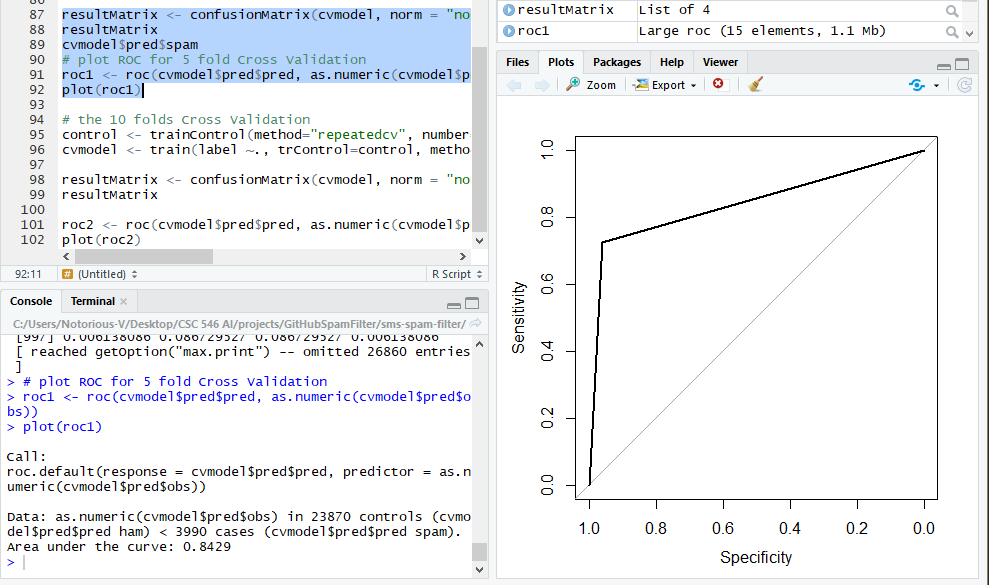 86
87 resultMatrix <- confusionMatrix(cvmodel, norm = "no
88 resultMatrix
89 cvmodel$pred$spam
90 # plot ROC for 5 fold Cross Validation
91 roc1 <- roc(cvmodel$pred$pred, as.numeric(cvmodel$p
92 plot(roc1)
93
94 # the 10 folds Cross Validation
95 control <- trainControl(method="repeatedcv", number
96 cvmodel <- train(label ~., trControl=control, metho
97
98 resultMatrix <- confusionMatrix(cvmodel, norm = "no
99 resultMatrix
100
101 roc2 <- roc(cvmodel$pred$pred, as.numeric(cvmodel$p
102 plot(roc2)
92:11 (Untitled) R Script
Console Terminal
C:/Users/Notorious-V/Desktop/CSC 546 AI/projects/GitHubSpamFilter/sms-spam-filter/
[997] 0.006138086 0.086729527 0.086729527 0.006138086
[ reached getOption("max.print") -- omitted 26860 entries
]
> # plot ROC for 5 fold Cross Validation
> roc1 <- roc(cvmodel$pred$pred, as.numeric(cvmodel$pred$o
bs))
> plot(roc1)
Call:
roc.default(response = cvmodel$pred$pred, predictor = as.n
umeric(cvmodel$pred$obs))
Data: as.numeric(cvmodel$pred$obs) in 23870 controls (cvmo
del$pred$pred ham) < 3990 cases (cvmodel$pred$pred spam).
Area under the curve: 0.8429
>
resultMatrix List of 4
roc1 Large roc (15 elements, 1.1 Mb)
Files Plots Packages Help Viewer
Zoom Export
1.0
0.8
0.6
0.4
0.2
0.0
Sensitivity
1.0 0.8 0.6 0.4 0.2 0.0
Specificity